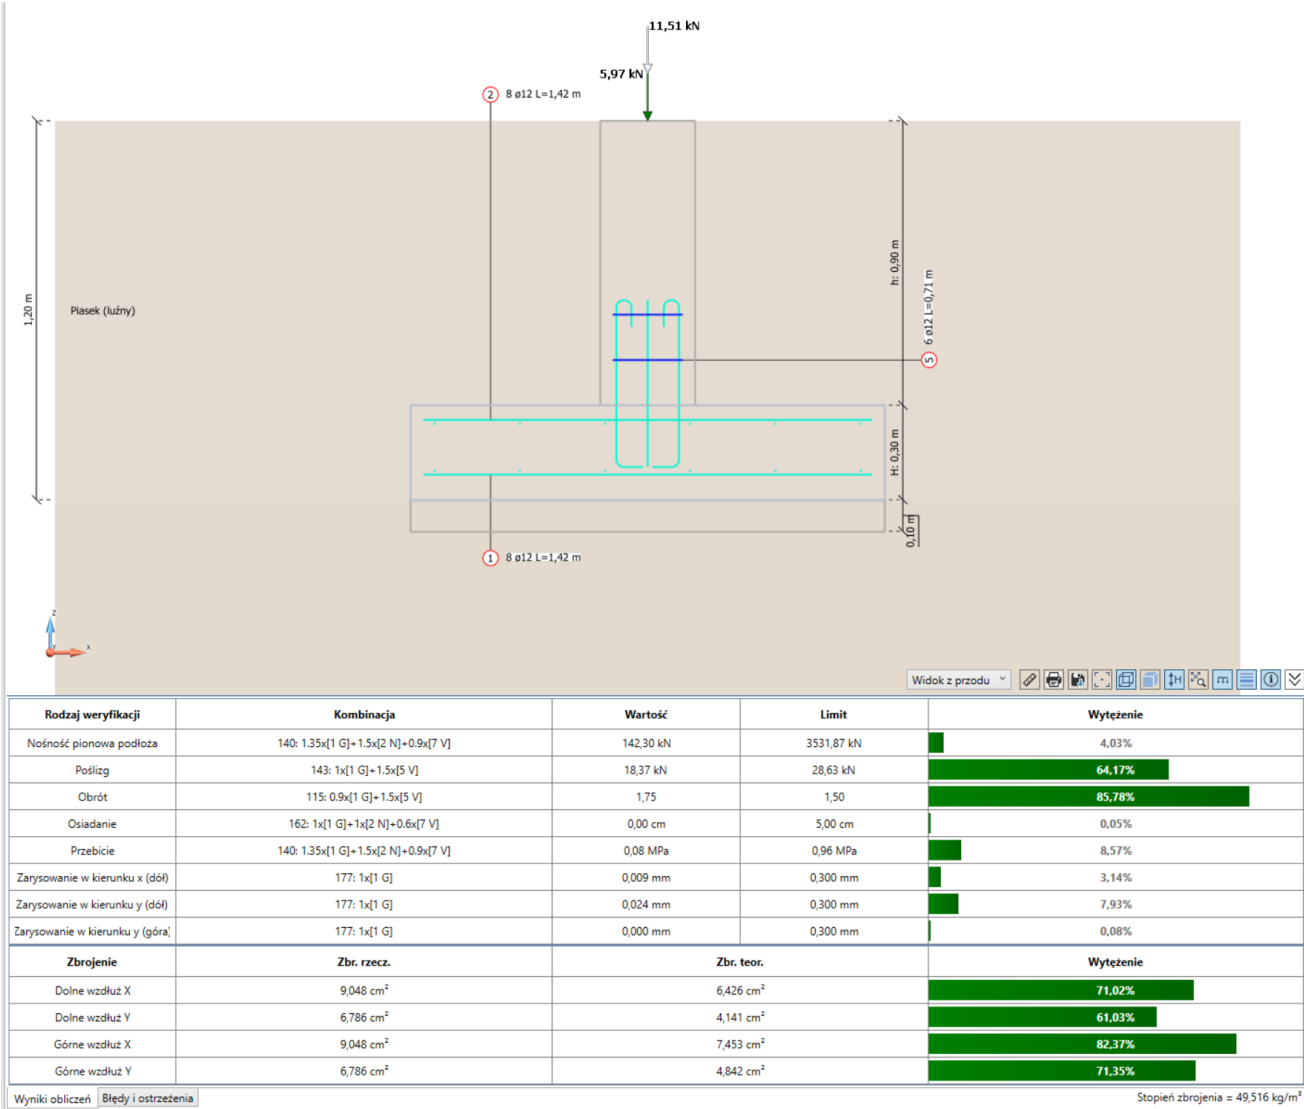 11,51 kN
5,97 kN
2 8 ø12 L=1,42 m
1,20 m
Piasek (luźny)
h: 0,90 m
6 ø12 L=0,71 m
5
H: 0,30 m
0,10 m
1 8 ø12 L=1,42 m
Z
Y X
Widok z przodu
Rodzaj weryfikacji Kombinacja Wartość Limit Wytężenie
Nośność pionowa podłoża 140: 1.35x[1 G]+1.5x[2 N]+0.9x[7 V] 142,30 kN 3531,87 kN 4,03%
Poślizg 143: 1x[1 G]+1.5x[5 V] 18,37 kN 28,63 kN 64,17%
Obrót 115: 0.9x[1 G]+1.5x[5 V] 1,75 1,50 85,78%
Osiadanie 162: 1x[1 G]+1x[2 N]+0.6x[7 V] 0,00 cm 5,00 cm 0,05%
Przebicie 140: 1.35x[1 G]+1.5x[2 N]+0.9x[7 V] 0,08 MPa 0,96 MPa 8,57%
Zarysowanie w kierunku x (dół) 177: 1x[1 G] 0,009 mm 0,300 mm 3,14%
Zarysowanie w kierunku y (dół) 177: 1x[1 G] 0,024 mm 0,300 mm 7,93%
Zarysowanie w kierunku y (góra) 177: 1x[1 G] 0,000 mm 0,300 mm 0,08%
Zbrojenie Zbr. rzecz. Zbr. teor. Wytężenie
Dolne wzdłuż X 9,048 cm² 6,426 cm² 71,02%
Dolne wzdłuż Y 6,786 cm² 4,141 cm² 61,03%
Górne wzdłuż X 9,048 cm² 7,453 cm² 82,37%
Górne wzdłuż Y 6,786 cm² 4,842 cm² 71,35%
Wyniki obliczeń Błędy i ostrzeżenia Stopień zbrojenia = 49,516 kg/m³